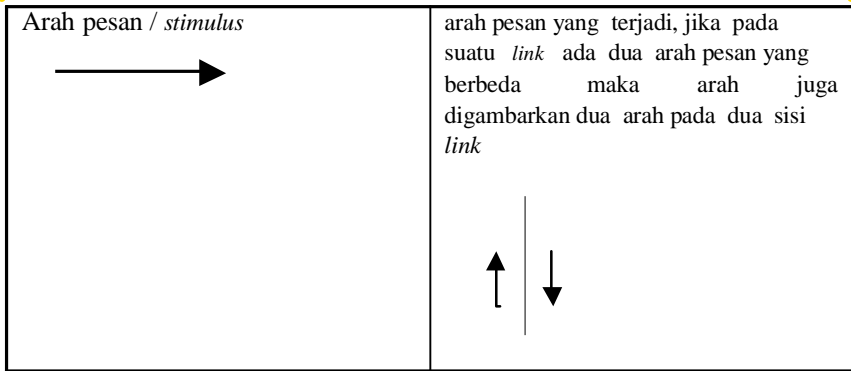 Arah pesan / stimulus
arah pesan yang terjadi, jika pada
suatu link ada dua arah pesan yang
berbeda maka arah juga
digambarkan dua arah pada dua sisi
link